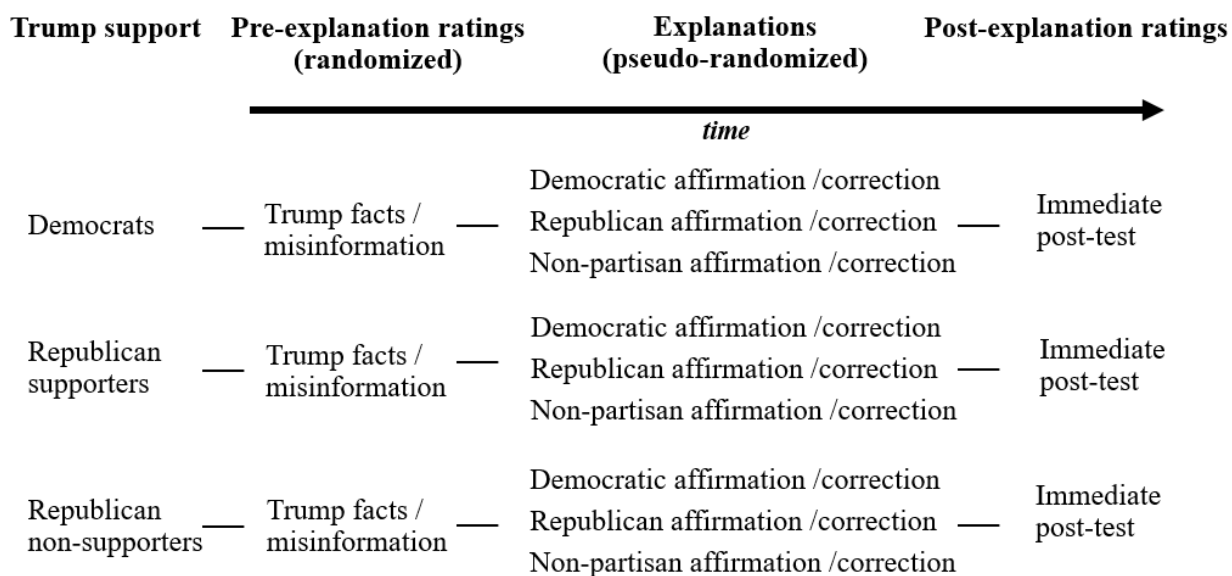 Trump support Pre-explanation ratings Explanations Post-explanation ratings
(randomized) (pseudo-randomized)
time
Democrats
Trump facts /
misinformation
Democratic affirmation /correction
Republican affirmation /correction
Non-partisan affirmation /correction
Immediate
post-test
Republican
supporters
Trump facts /
misinformation
Democratic affirmation /correction
Republican affirmation /correction
Non-partisan affirmation /correction
Immediate
post-test
Republican
non-supporters
Trump facts /
misinformation
Democratic affirmation /correction
Republican affirmation /correction
Non-partisan affirmation /correction
Immediate
post-test